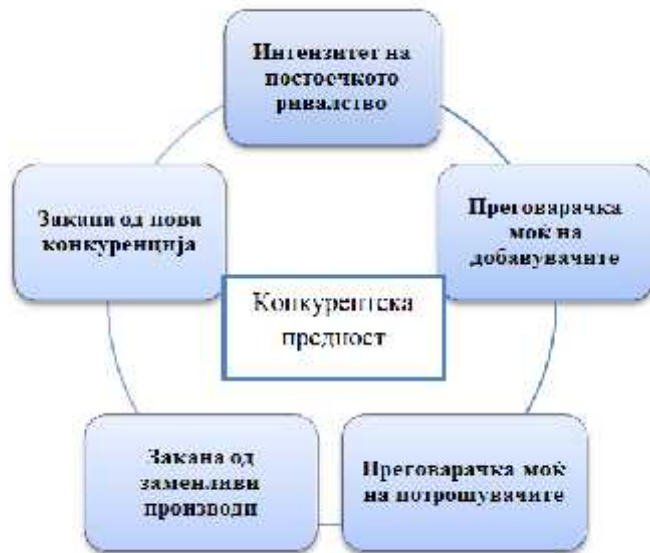 Интензитет на
постоечкото
ривалство
Закана од нови
конкуренција
Преговарачка
моќ на
добавувачите
Конкурентска
предност
Закана од
заменливи
производи
Преговарачка моќ
на потрошувачите